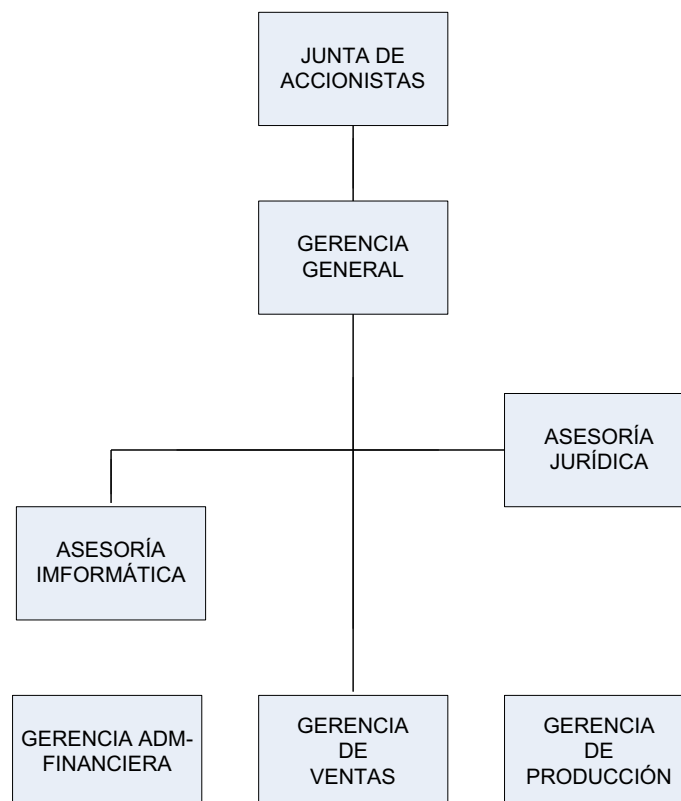 JUNTA DE
ACCIONISTAS
GERENCIA
GENERAL
ASESORÍA
JURÍDICA
ASESORÍA
IMFORMÁTICA
GERENCIA ADM-
FINANCIERA
GERENCIA
DE
VENTAS
GERENCIA
DE
PRODUCCIÓN